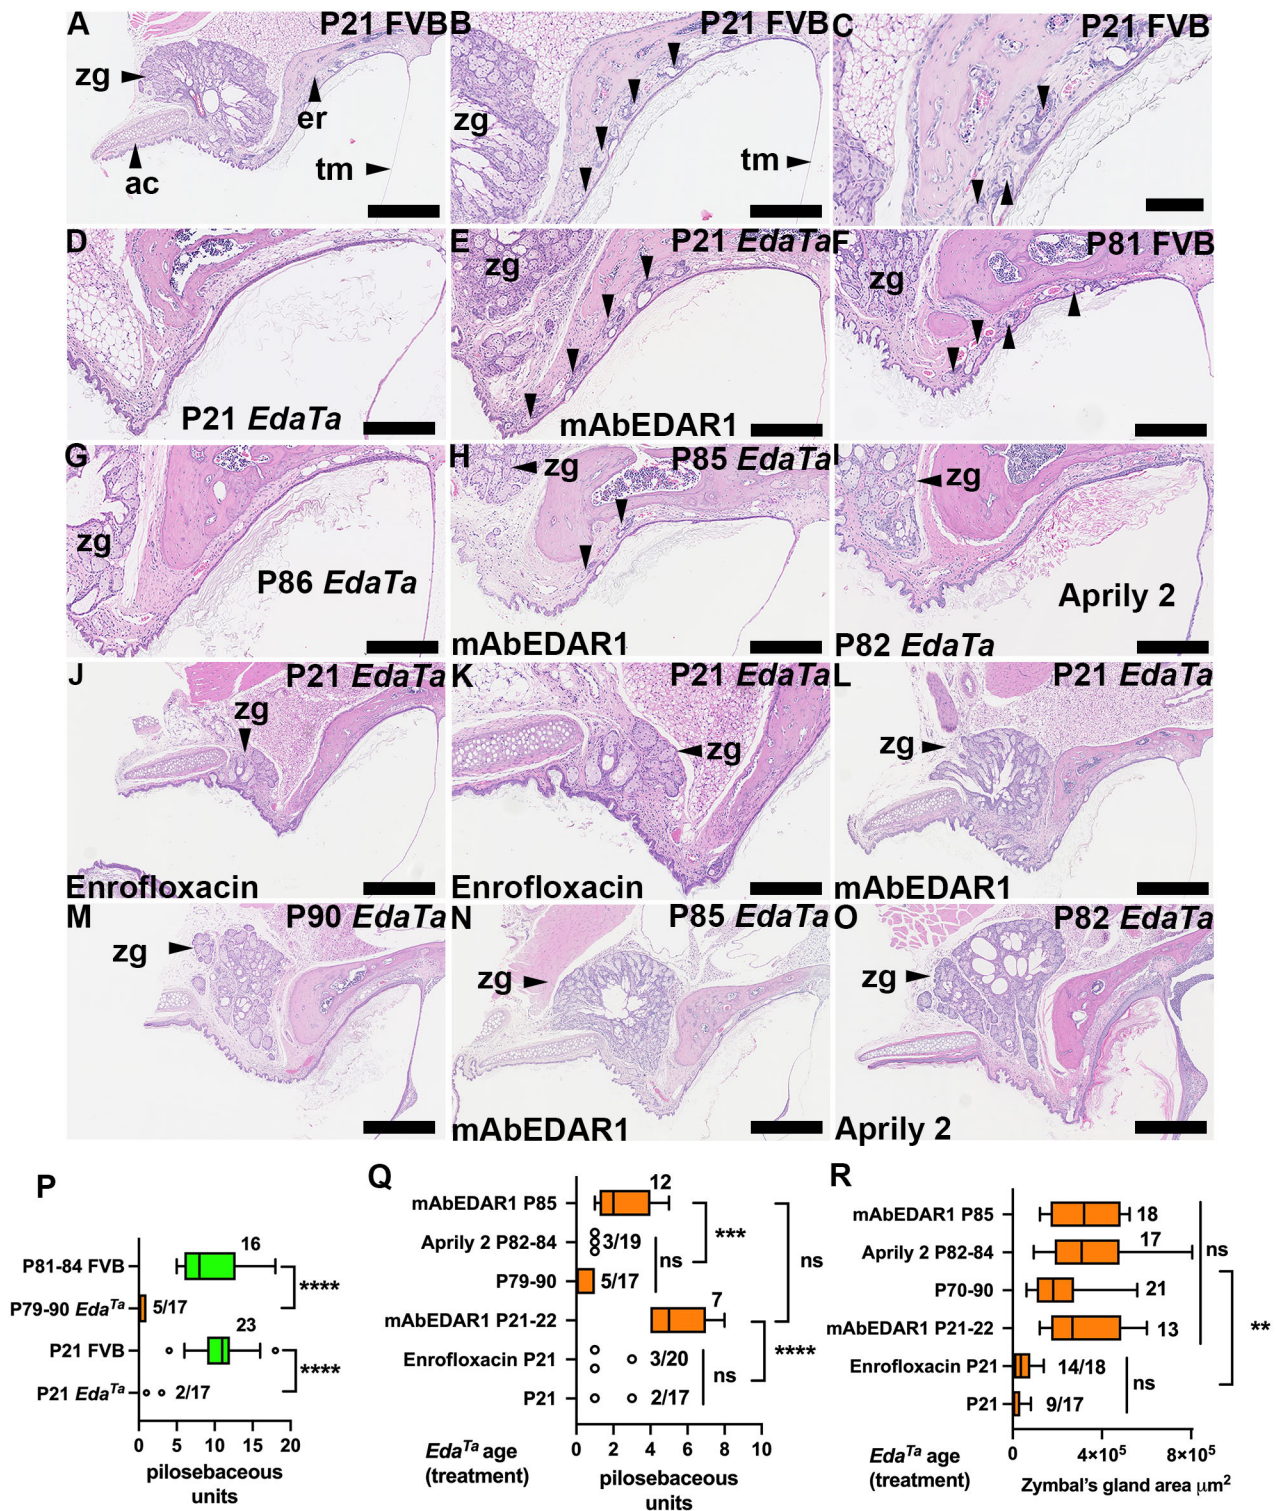 A
P21 FVB
zg
er
ac
tm
B
P21 FVB
zg
tm
C
P21 FVB
D
P21 EdaTa
E
P21 EdaTa
zg
mAbEDAR1
F
P81 FVB
zg
G
zg
P86 EdaTa
H
P85 EdaTa
zg
mAbEDAR1
I
zg
Aprily 2
P82 EdaTa
J
P21 EdaTa
zg
Enrofloxacin
K
P21 EdaTa
zg
Enrofloxacin
L
P21 EdaTa
zg
mAbEDAR1
M
P90 EdaTa
zg
N
P85 EdaTa
zg
mAbEDAR1
O
P82 EdaTa
zg
Aprily 2
P
P81-84 FVB
16
P79-90 EdaTa
5/17
****
P21 FVB
23
P21 EdaTa
2/17
****
0 5 10 15 20
pilosebaceous
units
Q
mAbEDAR1 P85
12
Aprily 2 P82-84
3/19
P79-90
5/17
mAbEDAR1 P21-22
7
Enrofloxacin P21
3/20
P21
2/17
ns
***
ns
****
ns
0 2 4 6 8 10
EdaTa age
(treatment)
pilosebaceous
units
R
mAbEDAR1 P85
18
Aprily 2 P82-84
17
P70-90
21
mAbEDAR1 P21-22
13
Enrofloxacin P21
14/18
P21
9/17
ns
**
ns
0 4×10⁵ 8×10⁵
EdaTa age
(treatment)
Zymbal's gland area μm²